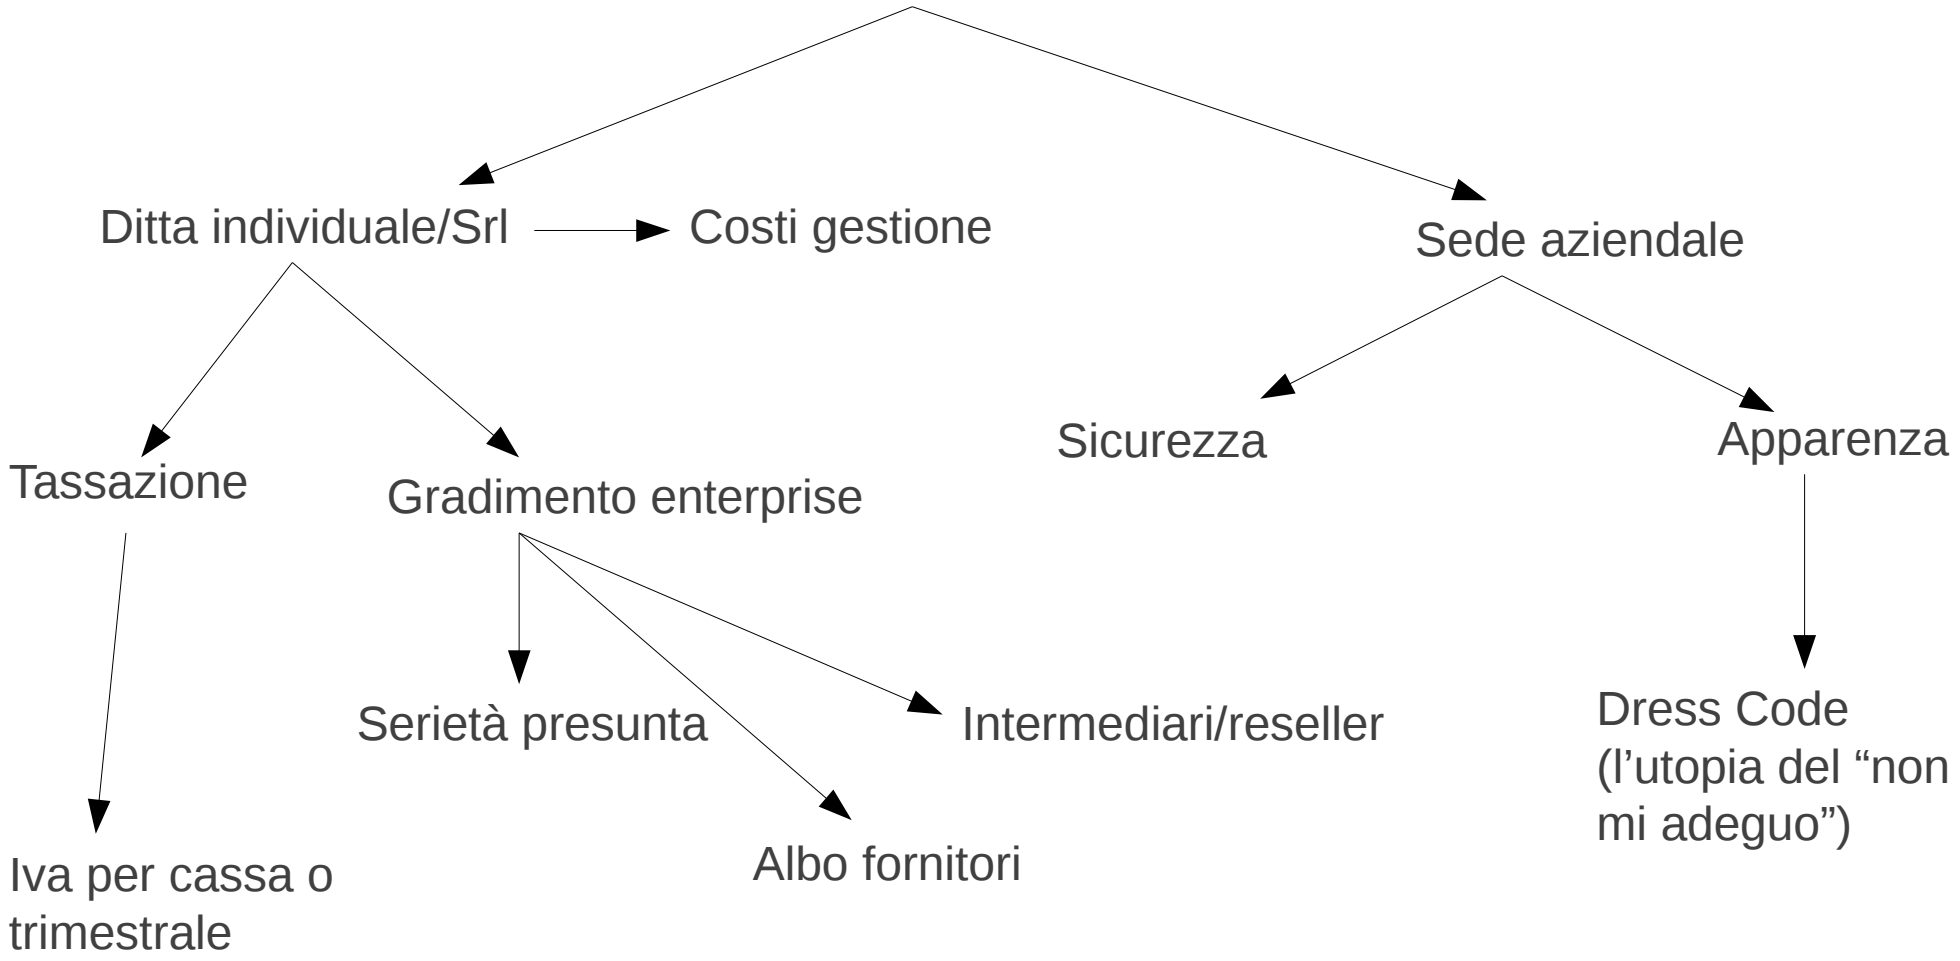 Ditta individuale/Srl
Costi gestione
Sede aziendale
Sicurezza
Apparenza
Tassazione
Gradimento enterprise
Serietà presunta
Intermediari/reseller
Dress Code
(l’utopia del “non
mi adeguo”)
Albo fornitori
Iva per cassa o
trimestrale